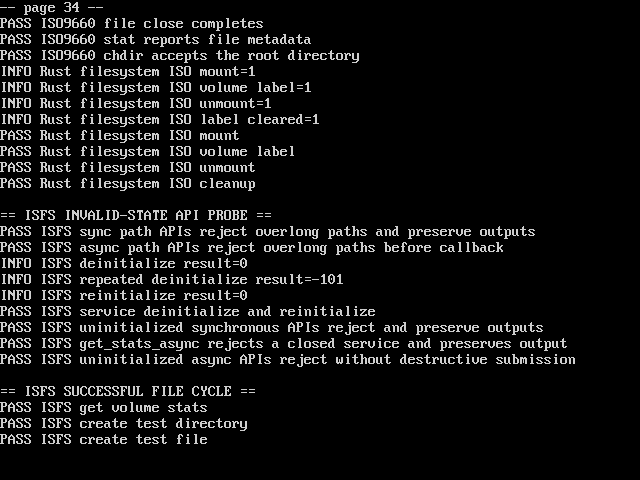 -- page 34 --
PASS ISO9660 file close completes
PASS ISO9660 stat reports file metadata
PASS ISO9660 chdir accepts the root directory
INFO Rust filesystem ISO mount=1
INFO Rust filesystem ISO volume label=1
INFO Rust filesystem ISO unmount=1
INFO Rust filesystem ISO label cleared=1
PASS Rust filesystem ISO mount
PASS Rust filesystem ISO volume label
PASS Rust filesystem ISO unmount
PASS Rust filesystem ISO cleanup
== ISFS INVALID-STATE API PROBE ==
PASS ISFS sync path APIs reject overlong paths and preserve outputs
PASS ISFS async path APIs reject overlong paths before callback
INFO ISFS deinitialize result=0
INFO ISFS repeated deinitialize result=-101
INFO ISFS reinitialize result=0
PASS ISFS service deinitialize and reinitialize
PASS ISFS uninitialized synchronous APIs reject and preserve outputs
PASS ISFS get_stats_async rejects a closed service and preserves output
PASS ISFS uninitialized async APIs reject without destructive submission
== ISFS SUCCESSFUL FILE CYCLE ==
PASS ISFS get volume stats
PASS ISFS create test directory
PASS ISFS create test file